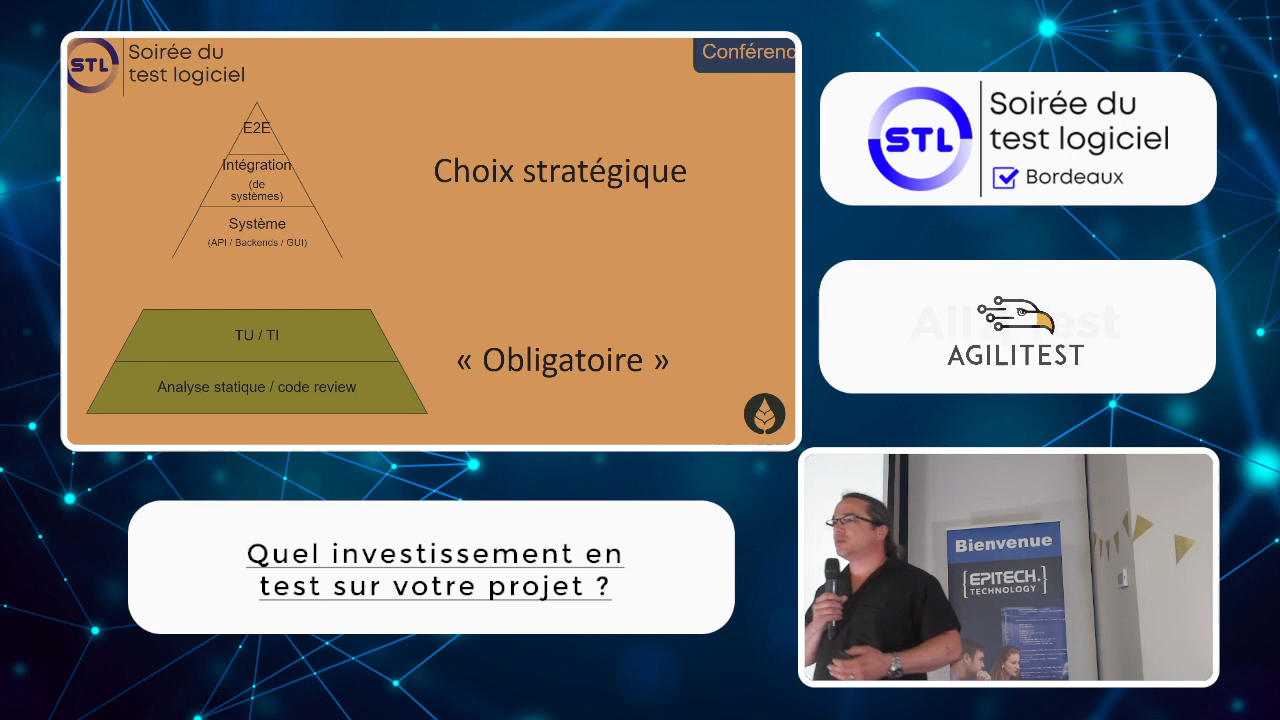 STL
Soirée du
test logiciel
Conférenc
E2E
Intégration
(de
systèmes)
Système
(API / Backends / GUI)
Choix stratégique
TU / TI
« Obligatoire »
Analyse statique / code review
STL
Soirée du
test logiciel
Bordeaux
AGILITEST
Quel investissement en
test sur votre projet ?
Bienvenue
{EPITECH.}
TECHNOLOGY